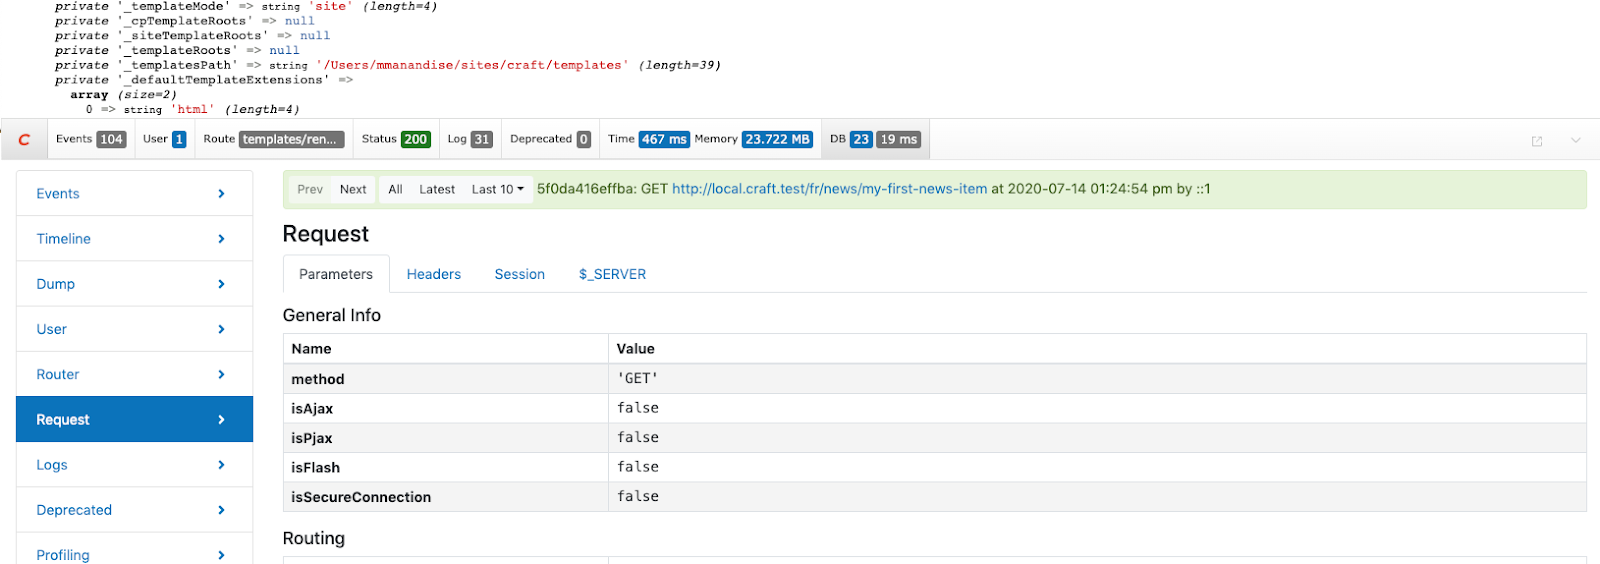 private '_templateMode' => string 'site' (length=4)
private '_cpTemplateRoots' => null
private '_siteTemplateRoots' => null
private '_templateRoots' => null
private '_templatesPath' => string '/Users/mmanandise/sites/craft/templates' (length=39)
private '_defaultTemplateExtensions' =>
array (size=2)
0 => string 'html' (length=4)
C Events 104 User 1 Route templates/ren... Status 200 Log 31 Deprecated 0 Time 467 ms Memory 23.722 MB DB 23 19 ms
Events
Timeline
Dump
User
Router
Request
Logs
Deprecated
Profiling
Prev Next All Latest Last 10 5f0da416effba: GET http://local.craft.test/fr/news/my-first-news-item at 2020-07-14 01:24:54 pm by ::1
Request
Parameters Headers Session $_SERVER
General Info
Name Value
method 'GET'
isAjax false
isPjax false
isFlash false
isSecureConnection false
Routing